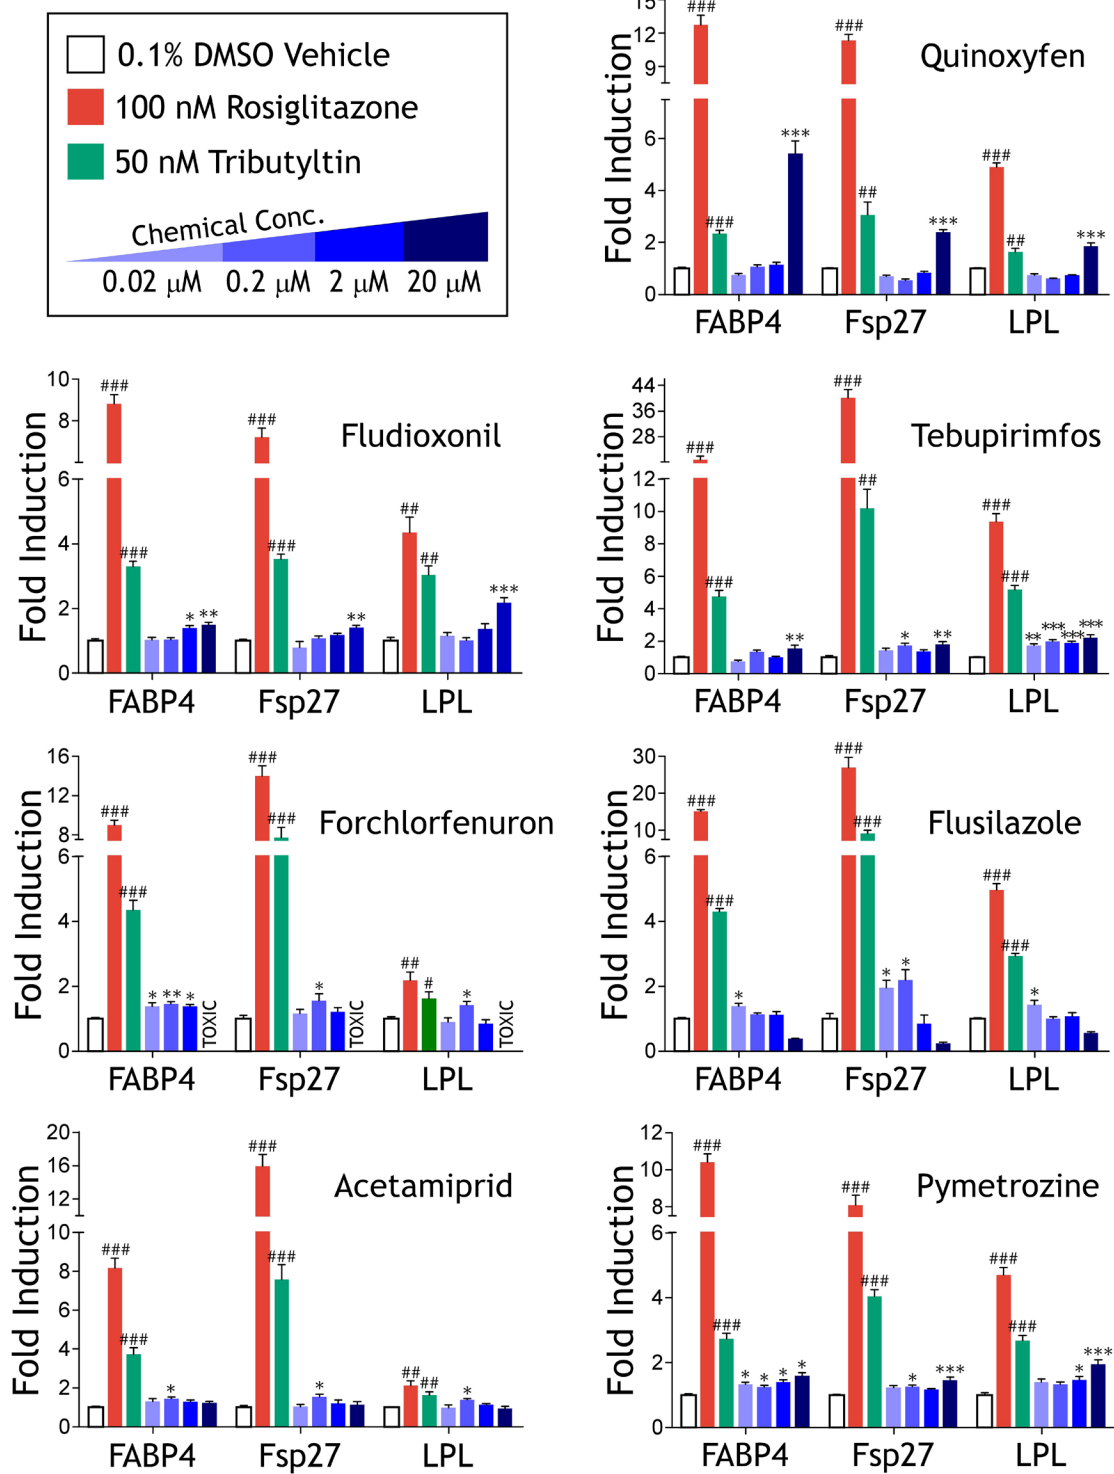 0.1% DMSO Vehicle
100 nM Rosiglitazone
50 nM Tributyltin
Chemical Conc.
0.02 µM 0.2 µM 2 µM 20 µM
Quinoxyfen
Fold Induction
15
12
9
6
4
2
0
### ### *** ### ## *** ### ## ***
FABP4 Fsp27 LPL
Fludioxonil
Fold Induction
10
8
6
4
2
0
### ### * ** ### ### ** ## ## ***
FABP4 Fsp27 LPL
Tebupirimfos
Fold Induction
44
36
28
12
10
8
6
4
2
0
### ### ** ### ## * ** ### ### ** *** *** ***
FABP4 Fsp27 LPL
Forchlorfenuron
Fold Induction
16
12
8
6
4
2
0
### ### * ** * TOXIC ### ### * TOXIC ## # * TOXIC
FABP4 Fsp27 LPL
Flusilazole
Fold Induction
30
20
10
6
4
2
0
### ### * ### ### * * ### ### *
FABP4 Fsp27 LPL
Acetamiprid
Fold Induction
20
16
12
10
8
6
4
2
0
### ### * ### ### * ## ## *
FABP4 Fsp27 LPL
Pymetrozine
Fold Induction
12
10
8
6
4
2
0
### ### * * * * ### ### * *** ### ### * ***
FABP4 Fsp27 LPL